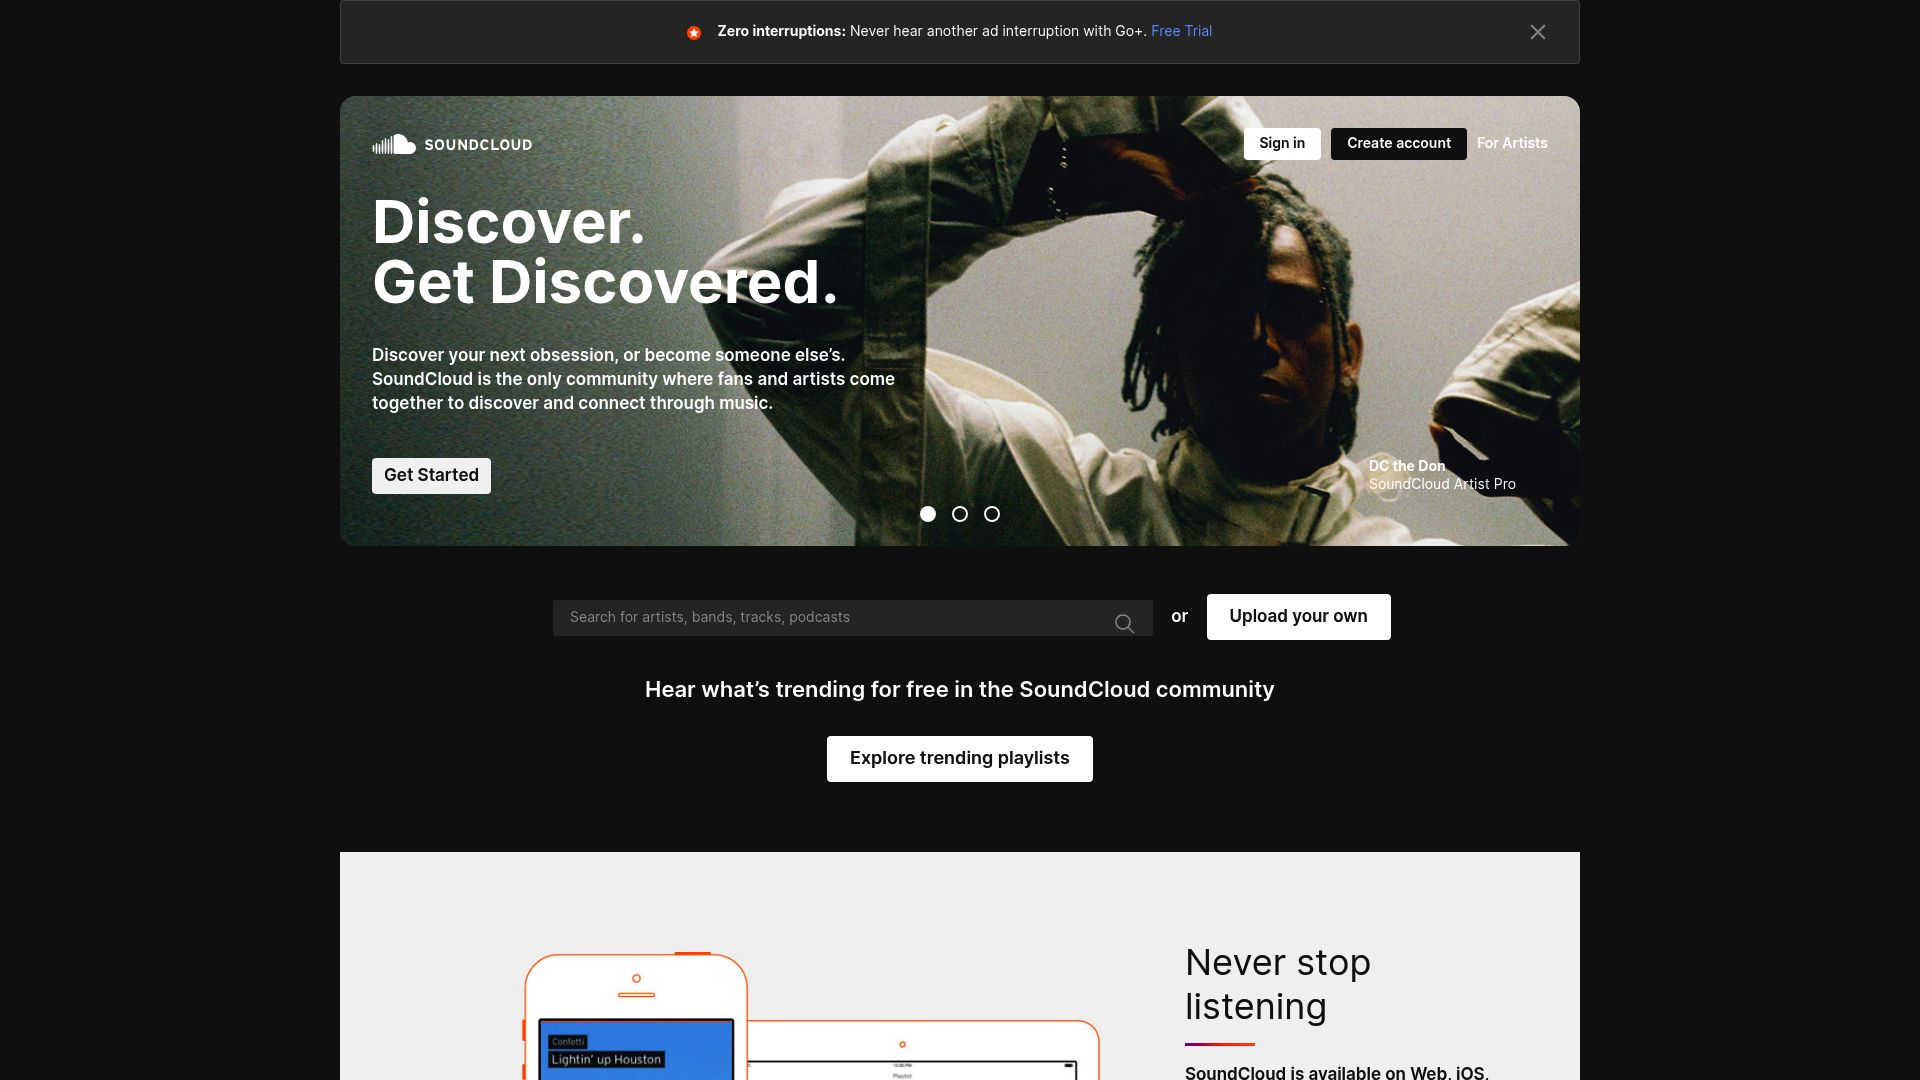 Zero interruptions: Never hear another ad interruption with Go+. Free Trial
SOUNDCLOUD
Sign in
Create account
For Artists
Discover.
Get Discovered.
Discover your next obsession, or become someone else’s.
SoundCloud is the only community where fans and artists come
together to discover and connect through music.
Get Started
DC the Don
SoundCloud Artist Pro
Search for artists, bands, tracks, podcasts
or
Upload your own
Hear what’s trending for free in the SoundCloud community
Explore trending playlists
Never stop
listening
Confetti
Lightin’ up Houston
Playlist
SoundCloud is available on Web, iOS,